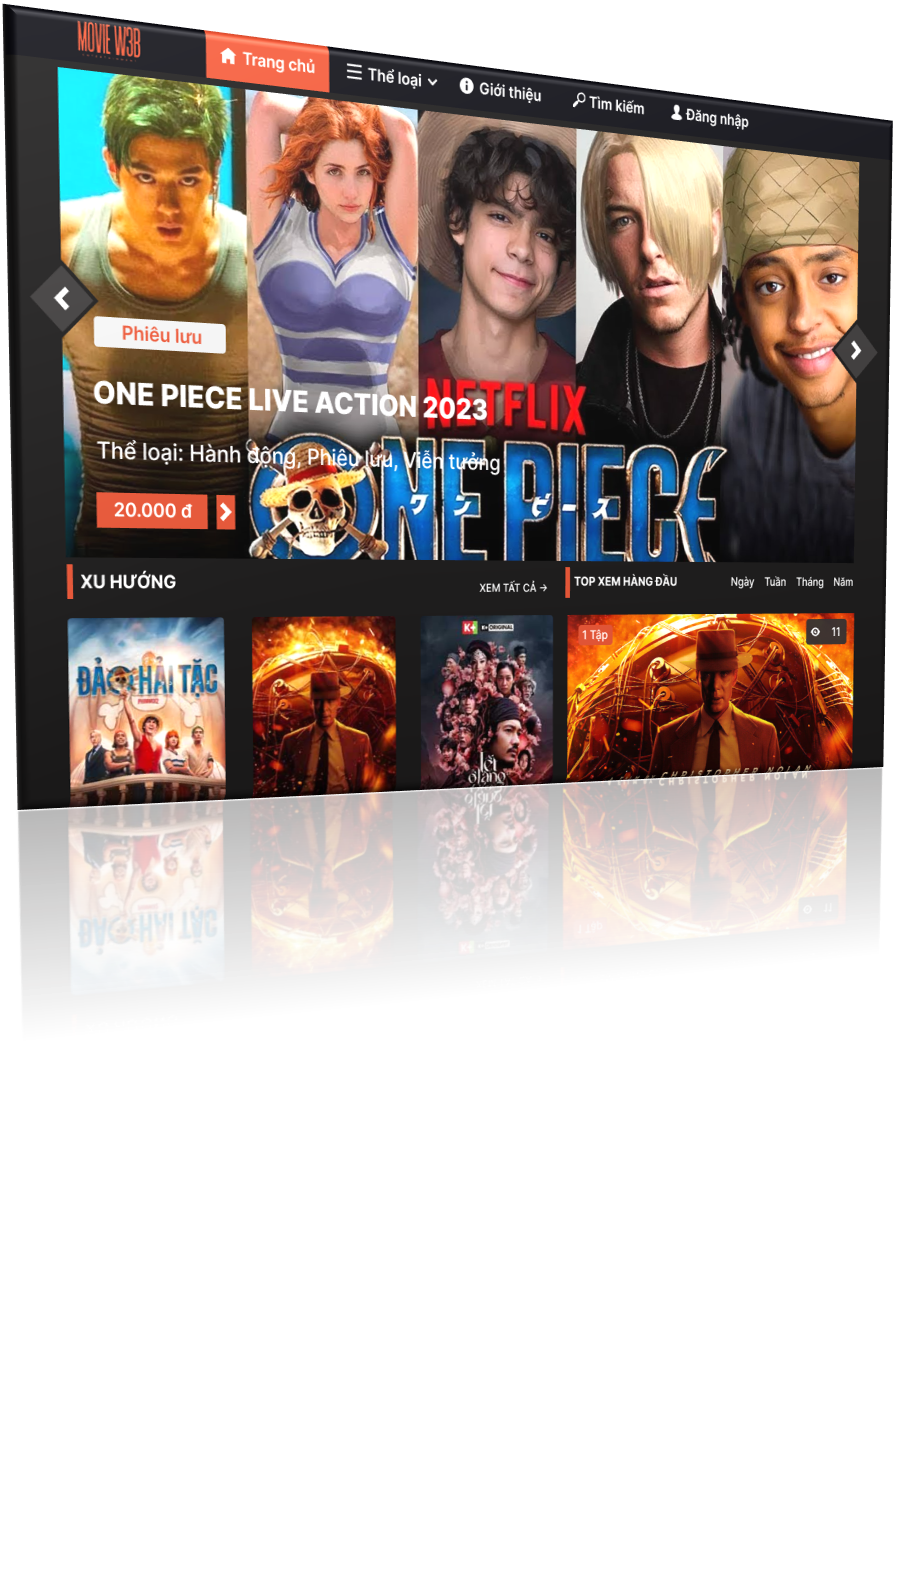 MOVIE W3B
Trang chủ
Thể loại
Giới thiệu
Tìm kiếm
Đăng nhập
Phiêu lưu
ONE PIECE LIVE ACTION 2023
NETFLIX
Thể loại: Hành động, Phiêu lưu, Viễn tưởng
ONE PIECE
ワンピース
20.000 đ
XU HƯỚNG
XEM TẤT CẢ →
TOP XEM HÀNG ĐẦU
Ngày Tuần Tháng Năm
ĐẢO HẢI TẶC
K+ K+ ORIGINAL
1 Tập
11
CHRISTOPHER NOLAN